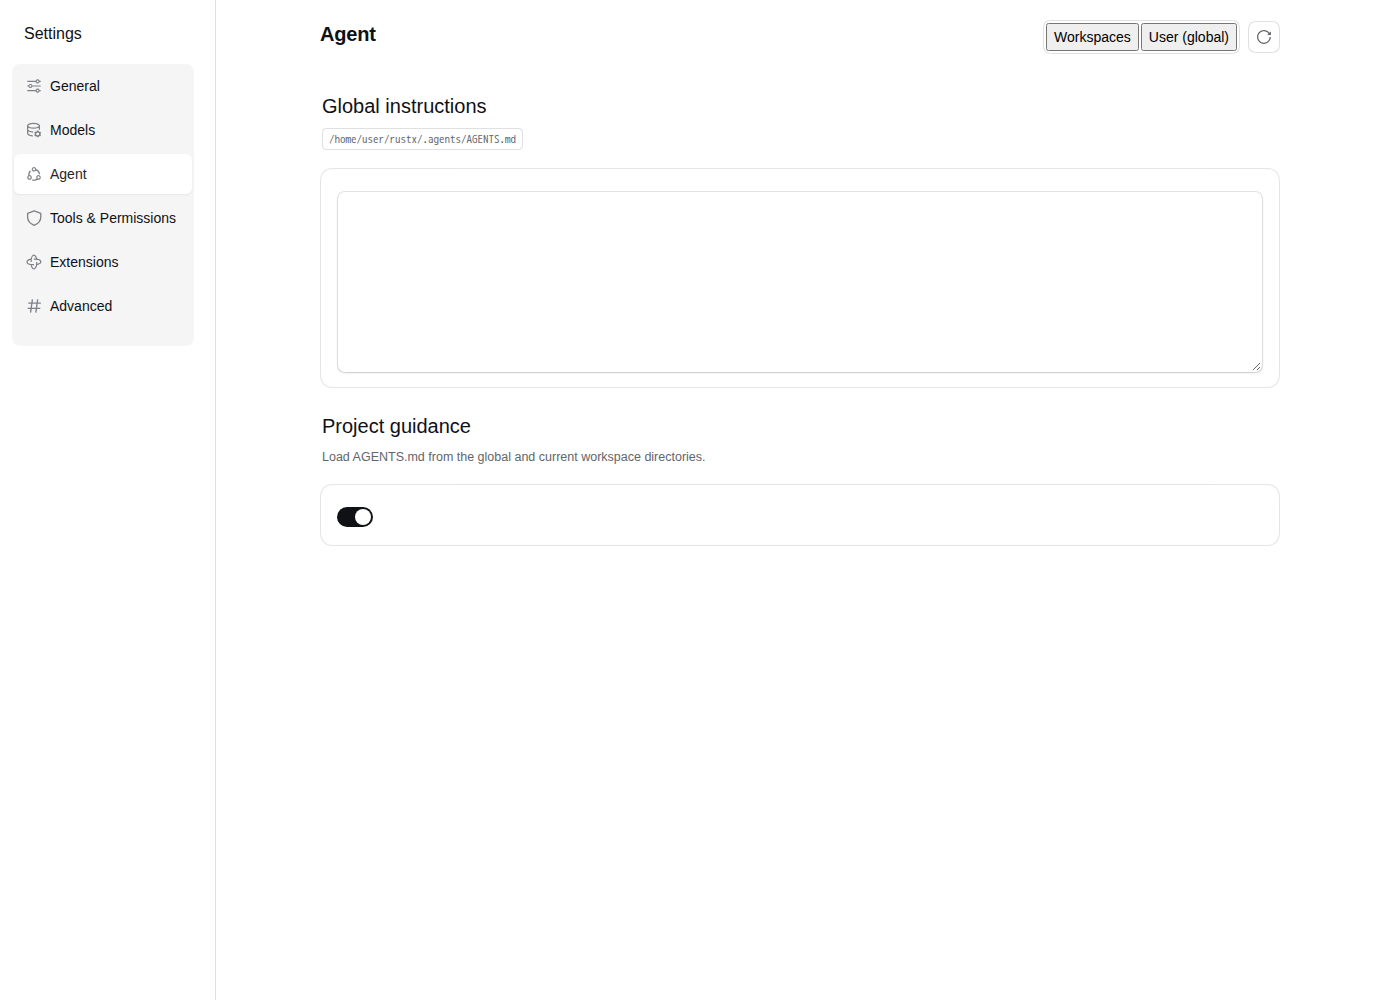 Settings
General
Models
Agent
Tools & Permissions
Extensions
Advanced
Agent
Workspaces
User (global)
Global instructions
/home/user/rustx/.agents/AGENTS.md
Project guidance
Load AGENTS.md from the global and current workspace directories.